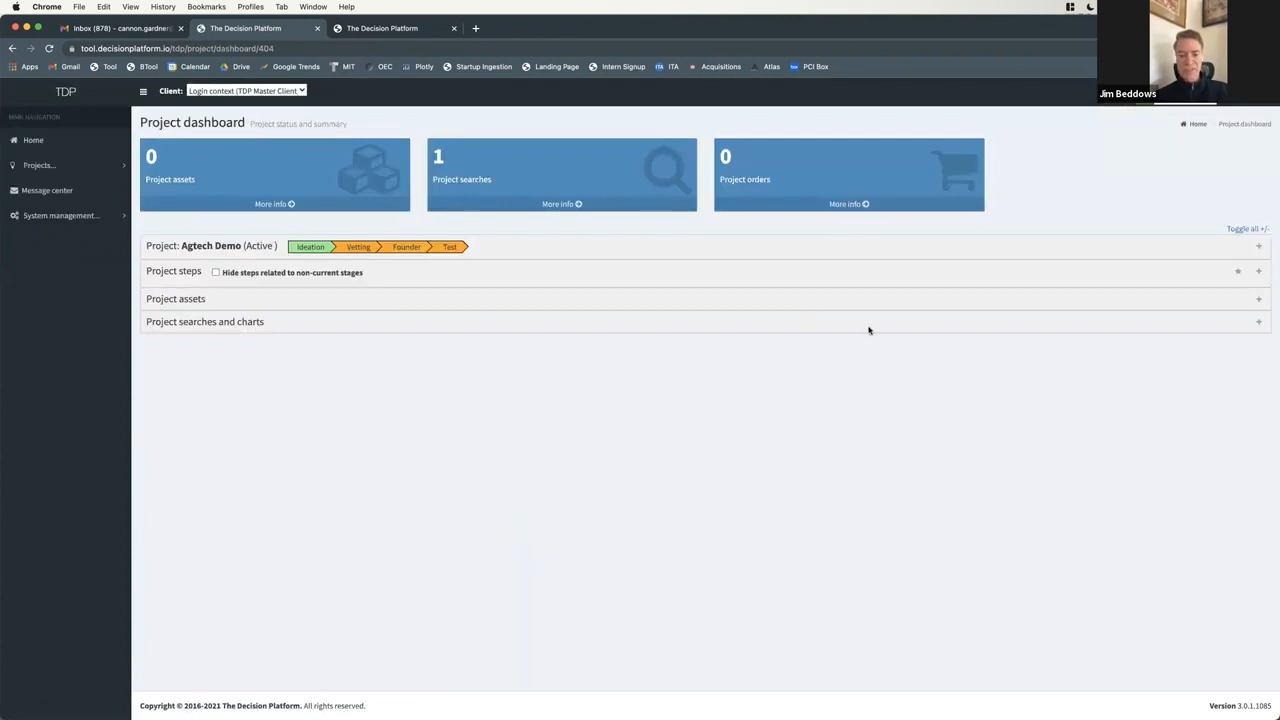 Chrome File Edit View History Bookmarks Profiles Tab Window Help
Inbox (878) - cannon.gardner
The Decision Platform
The Decision Platform
tool.decisionplatform.io/tdp/project/dashboard/404
Apps Gmail Tool BTool Calendar Drive Google Trends MIT OEC Plotly Startup Ingestion Landing Page Intern Signup ITA Acquisitions Atlas PCI Box
Jim Beddows
TDP
Client: Login context (TDP Master Client
MAIN NAVIGATION
Home
Projects...
Message center
System management...
Project dashboard Project status and summary
Home Project dashboard
0
Project assets
More info
1
Project searches
More info
0
Project orders
More info
Toggle all +/-
Project: Agtech Demo (Active ) Ideation Vetting Founder Test
Project steps Hide steps related to non-current stages
Project assets
Project searches and charts
Copyright © 2016-2021 The Decision Platform. All rights reserved.
Version 3.0.1.1085